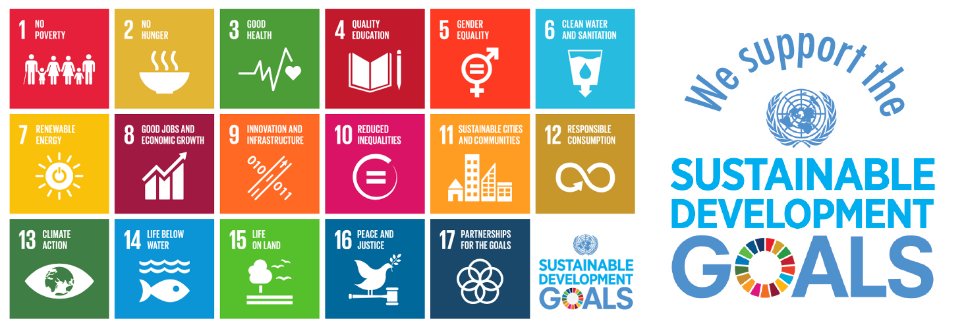 1 NO
POVERTY
2 NO
HUNGER
3 GOOD
HEALTH
4 QUALITY
EDUCATION
5 GENDER
EQUALITY
6 CLEAN WATER
AND SANITATION
7 RENEWABLE
ENERGY
8 GOOD JOBS AND
ECONOMIC GROWTH
9 INNOVATION AND
INFRASTRUCTURE
010
011
10 REDUCED
INEQUALITIES
11 SUSTAINABLE CITIES
AND COMMUNITIES
12 RESPONSIBLE
CONSUMPTION
13 CLIMATE
ACTION
14 LIFE BELOW
WATER
15 LIFE
ON LAND
16 PEACE AND
JUSTICE
17 PARTNERSHIPS
FOR THE GOALS
SUSTAINABLE
DEVELOPMENT
GOALS
We support the
SUSTAINABLE
DEVELOPMENT
GOALS